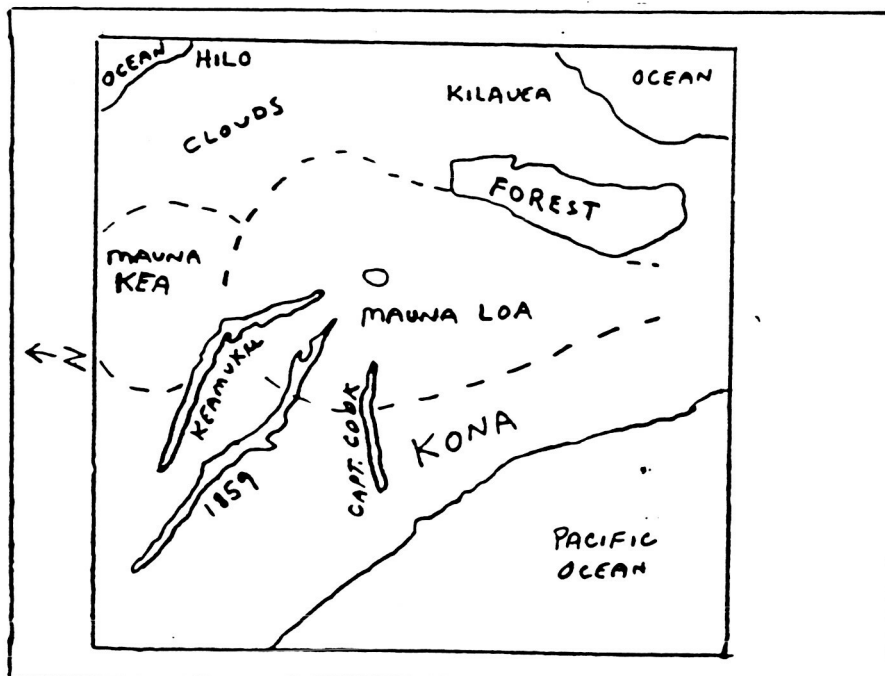 OCEAN
HILO
OCEAN
KILAUEA
CLOUDS
FOREST
MAUNA
KEA
MAUNA LOA
N
KEAMUKU
CAPT. COOK
KONA
1859
PACIFIC
OCEAN